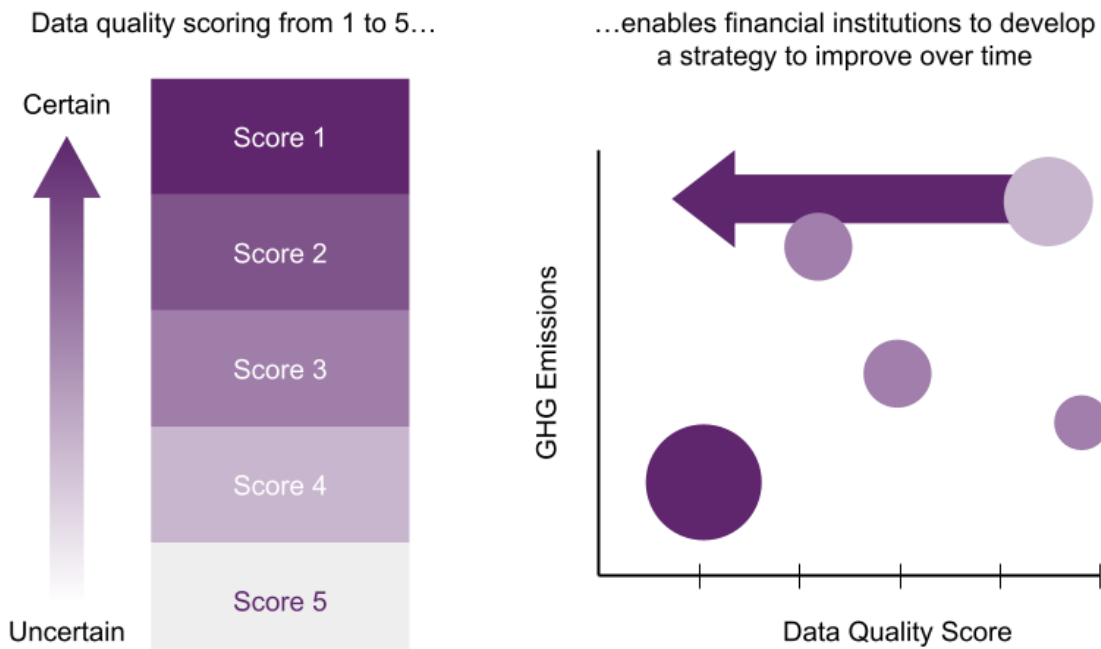 Data quality scoring from 1 to 5…
Certain
Score 1
Score 2
Score 3
Score 4
Score 5
Uncertain
…enables financial institutions to develop
a strategy to improve over time
GHG Emissions
Data Quality Score